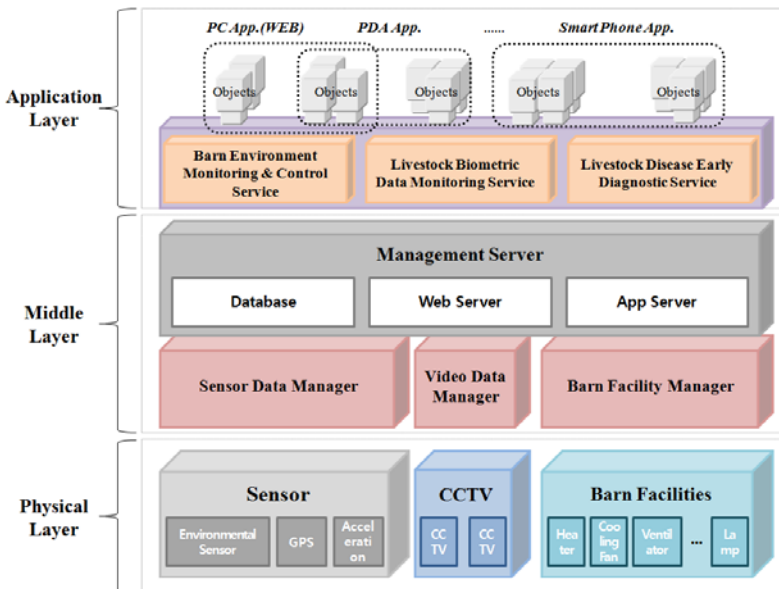 PC App.(WEB) PDA App. ...... SmartPhone App.
Objects Objects Objects Objects Objects
Application
Layer
Barn Environment
Monitoring & Control
Service
Livestock Biometric
Data Monitoring Service
Livestock Disease Early
Diagnostic Service
Management Server
Database Web Server App Server
Middle
Layer
Sensor Data Manager
Video Data
Manager
Barn Facility Manager
Physical
Layer
Sensor
Environmental
Sensor
GPS
Accel
erati
on
CCTV
CC
TV
CC
TV
Barn Facilities
Hea
ter
Coo
ling
Fan
Ventil
ator
...
La
mp